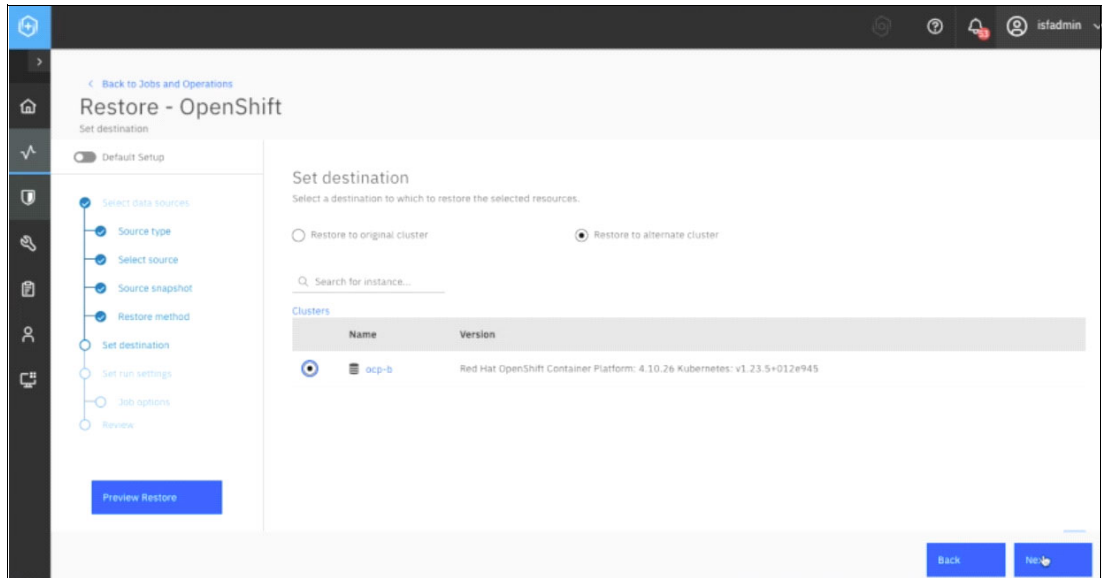 isfadmin
Back to Jobs and Operations
Restore - OpenShift
Set destination
Default Setup
Select data sources
Source type
Select source
Source snapshot
Restore method
Set destination
Set run settings
Job options
Review
Preview Restore
Set destination
Select a destination to which to restore the selected resources.
Restore to original cluster
Restore to alternate cluster
Search for instance...
Clusters
Name Version
ocp-b Red Hat OpenShift Container Platform: 4.10.26 Kubernetes: v1.23.5+012e945
Back